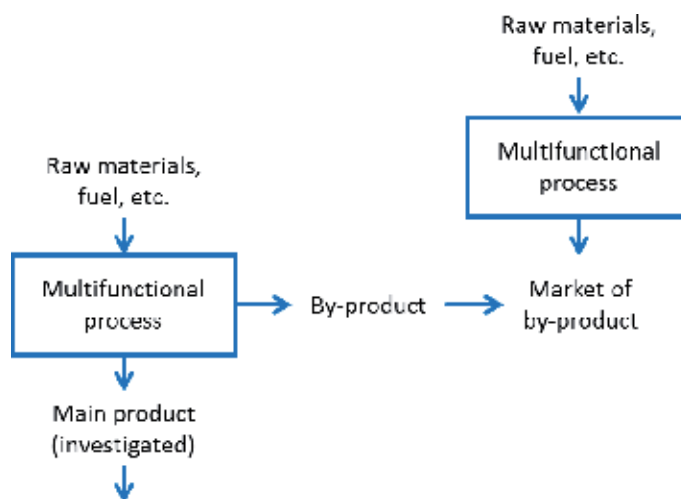 Raw materials,
fuel, etc.
Multifunctional
process
Raw materials,
fuel, etc.
Multifunctional
process
By-product
Market of
by-product
Main product
(investigated)